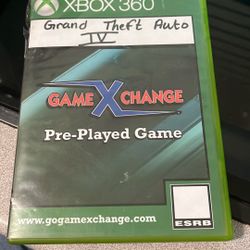 XBOX 360
Grand Theft Auto
IV
GAME X CHANGE
Pre-Played Game
www.gogamexchange.com
ESRB